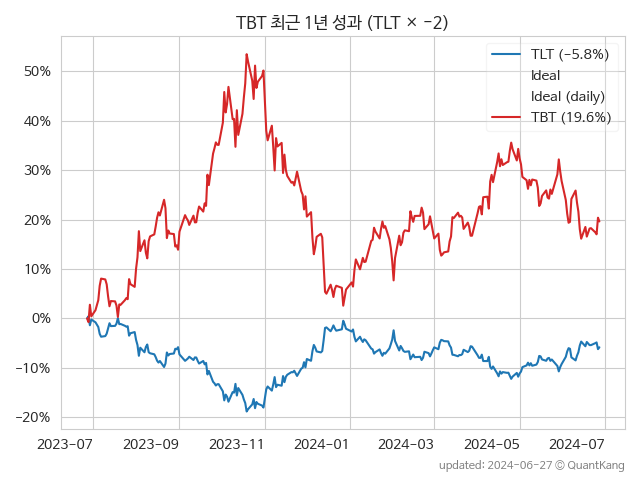 TBT 최근 1년 성과 (TLT × −2)
TLT (−5.8%)
Ideal
Ideal (daily)
TBT (19.6%)
50%
40%
30%
20%
10%
0%
−10%
−20%
2023−07
2023−09
2023−11
2024−01
2024−03
2024−05
2024−07
updated: 2024-06-27 © QuantKang